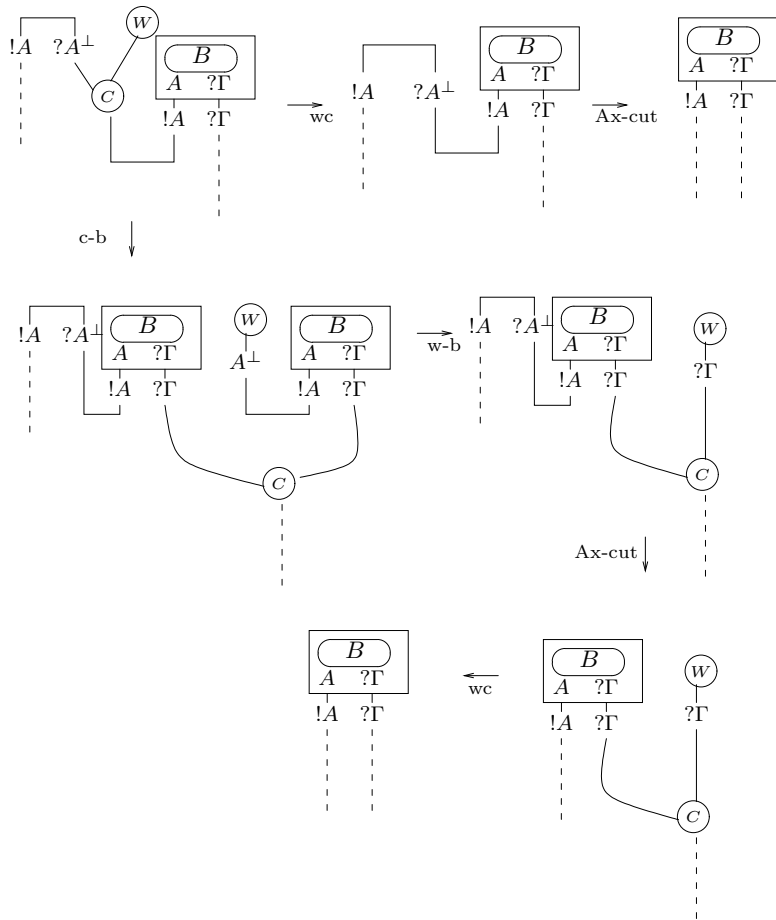 W B B B
!A ?A⊥ A ?Γ !A ?A⊥ A ?Γ A ?Γ
C !A ?Γ wc !A ?Γ Ax-cut !A ?Γ
c-b
B W B B
!A ?A⊥ A ?Γ A⊥ A ?Γ w-b !A ?A⊥ A ?Γ W
!A ?Γ !A ?Γ !A ?Γ ?Γ
C C
Ax-cut
B B W
A ?Γ wc A ?Γ
!A ?Γ !A ?Γ ?Γ
C